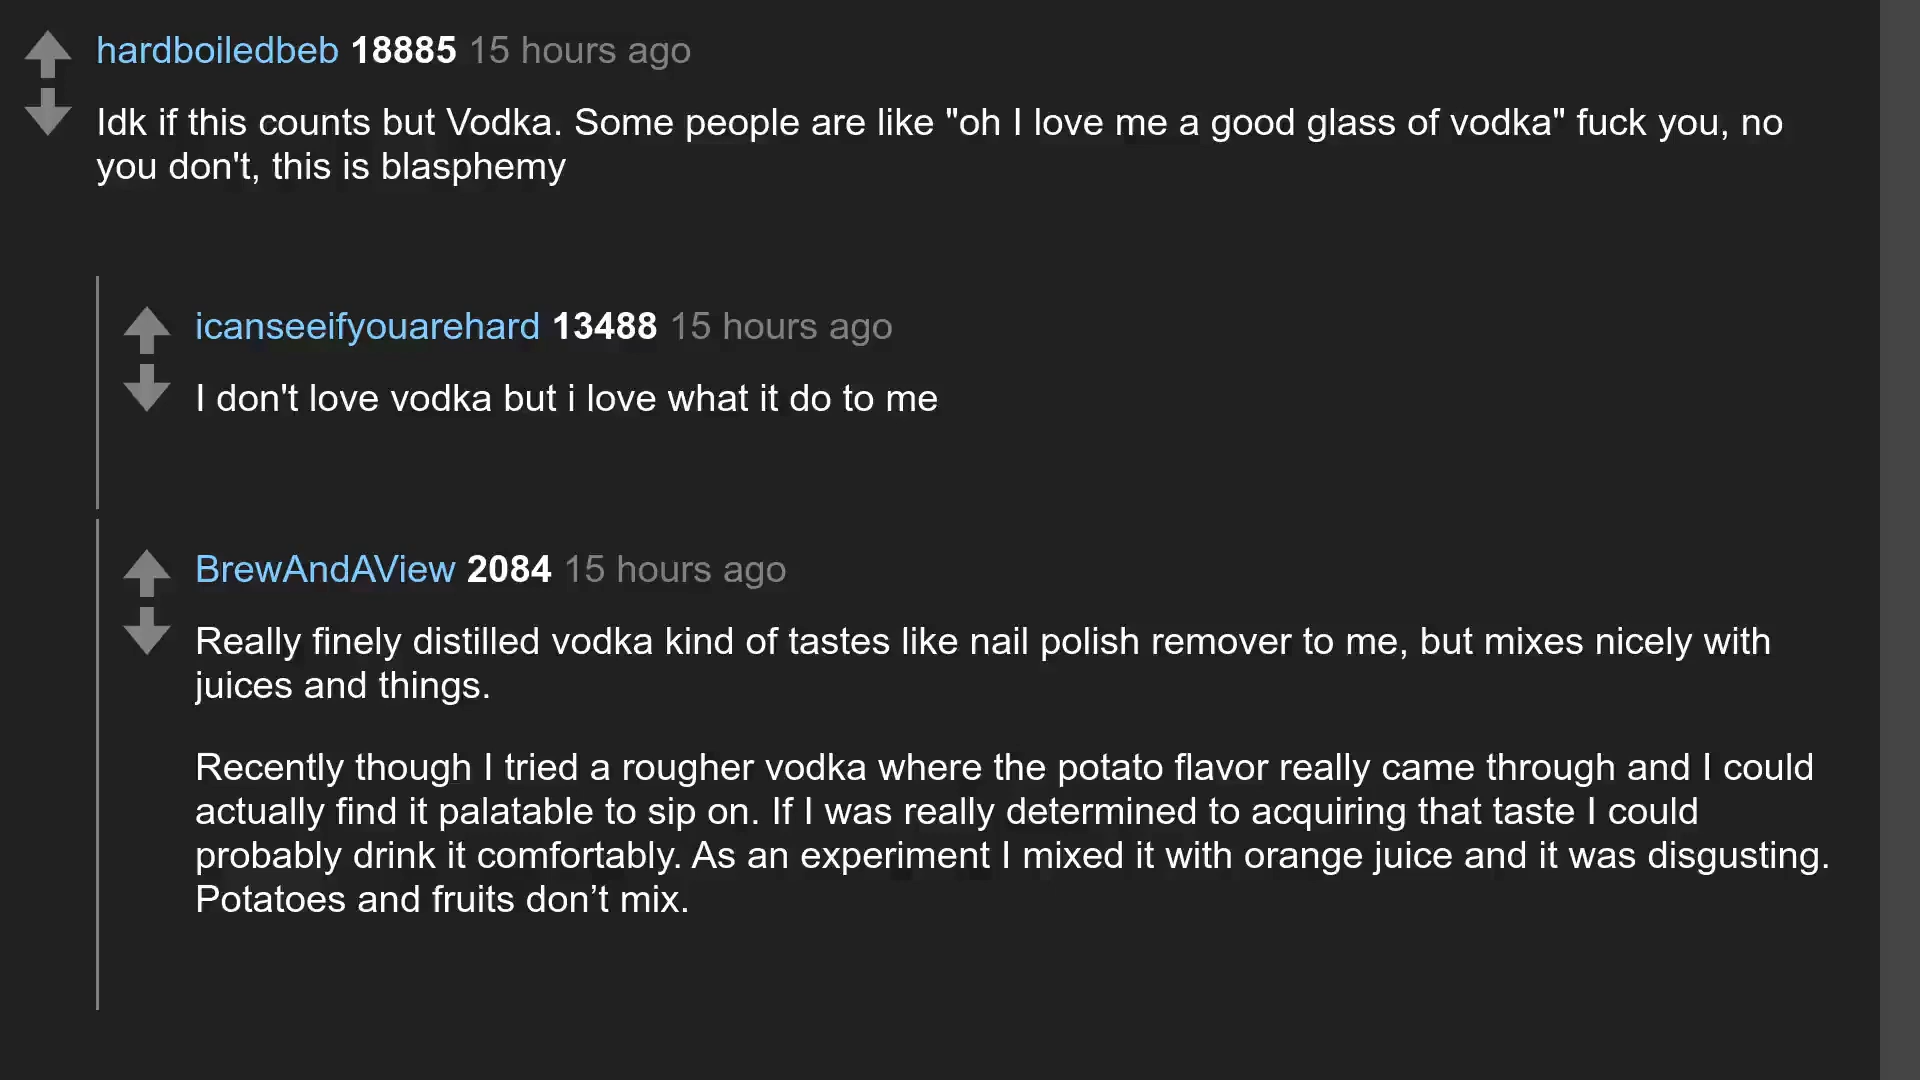 hardboiledbeb 18885 15 hours ago
Idk if this counts but Vodka. Some people are like "oh I love me a good glass of vodka" fuck you, no
you don't, this is blasphemy
icanseeifyouarehard 13488 15 hours ago
I don't love vodka but i love what it do to me
BrewAndAView 2084 15 hours ago
Really finely distilled vodka kind of tastes like nail polish remover to me, but mixes nicely with
juices and things.
Recently though I tried a rougher vodka where the potato flavor really came through and I could
actually find it palatable to sip on. If I was really determined to acquiring that taste I could
probably drink it comfortably. As an experiment I mixed it with orange juice and it was disgusting.
Potatoes and fruits don’t mix.